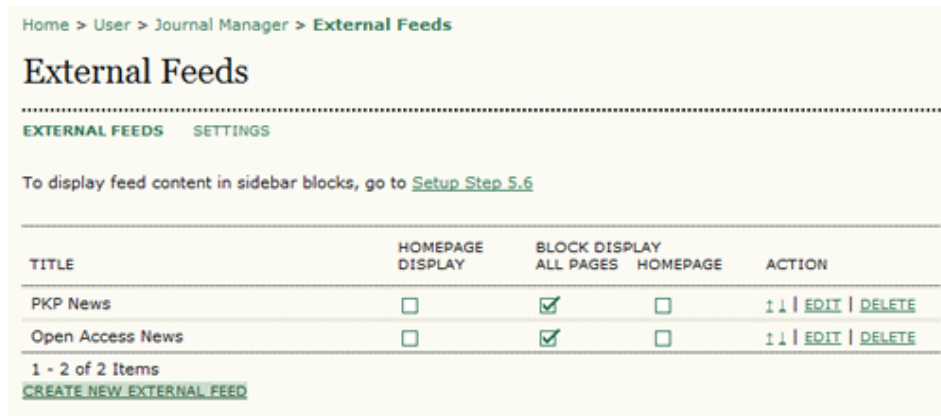 Home > User > Journal Manager > External Feeds
External Feeds
EXTERNAL FEEDS SETTINGS
To display feed content in sidebar blocks, go to Setup Step 5.6
HOMEPAGE BLOCK DISPLAY
TITLE DISPLAY ALL PAGES HOMEPAGE ACTION
PKP News ↑ ↓ | EDIT | DELETE
Open Access News ↑ ↓ | EDIT | DELETE
1 - 2 of 2 Items
CREATE NEW EXTERNAL FEED